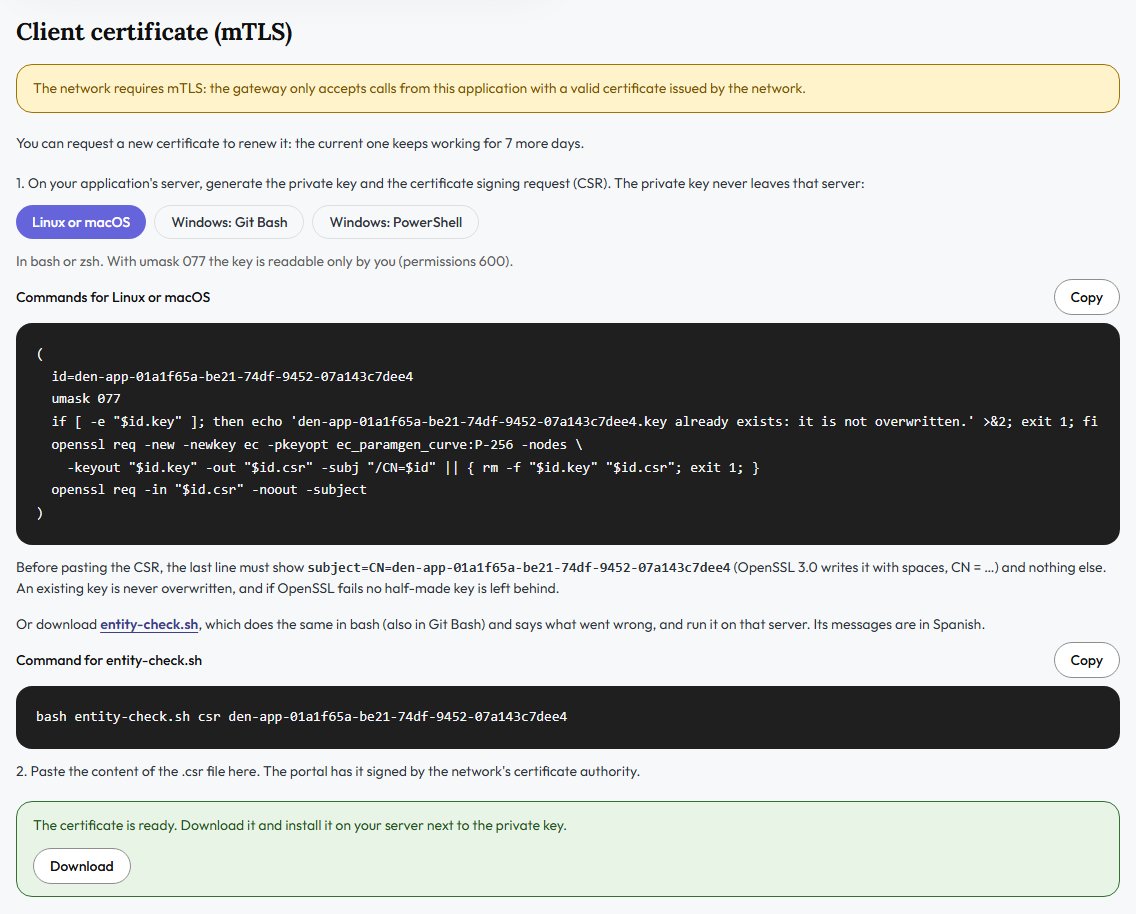 Client certificate (mTLS)
The network requires mTLS: the gateway only accepts calls from this application with a valid certificate issued by the network.
You can request a new certificate to renew it: the current one keeps working for 7 more days.
1. On your application's server, generate the private key and the certificate signing request (CSR). The private key never leaves that server:
Linux or macOS
Windows: Git Bash
Windows: PowerShell
In bash or zsh. With umask 077 the key is readable only by you (permissions 600).
Commands for Linux or macOS
Copy
(
  id=den-app-01a1f65a-be21-74df-9452-07a143c7dee4
  umask 077
  if [ -e "$id.key" ]; then echo 'den-app-01a1f65a-be21-74df-9452-07a143c7dee4.key already exists: it is not overwritten.' >&2; exit 1; fi
  openssl req -new -newkey ec -pkeyopt ec_paramgen_curve:P-256 -nodes \
    -keyout "$id.key" -out "$id.csr" -subj "/CN=$id" || { rm -f "$id.key" "$id.csr"; exit 1; }
  openssl req -in "$id.csr" -noout -subject
)
Before pasting the CSR, the last line must show subject=CN=den-app-01a1f65a-be21-74df-9452-07a143c7dee4 (OpenSSL 3.0 writes it with spaces, CN = ...) and nothing else.
An existing key is never overwritten, and if OpenSSL fails no half-made key is left behind.
Or download entity-check.sh, which does the same in bash (also in Git Bash) and says what went wrong, and run it on that server. Its messages are in Spanish.
Command for entity-check.sh
Copy
bash entity-check.sh csr den-app-01a1f65a-be21-74df-9452-07a143c7dee4
2. Paste the content of the .csr file here. The portal has it signed by the network's certificate authority.
The certificate is ready. Download it and install it on your server next to the private key.
Download